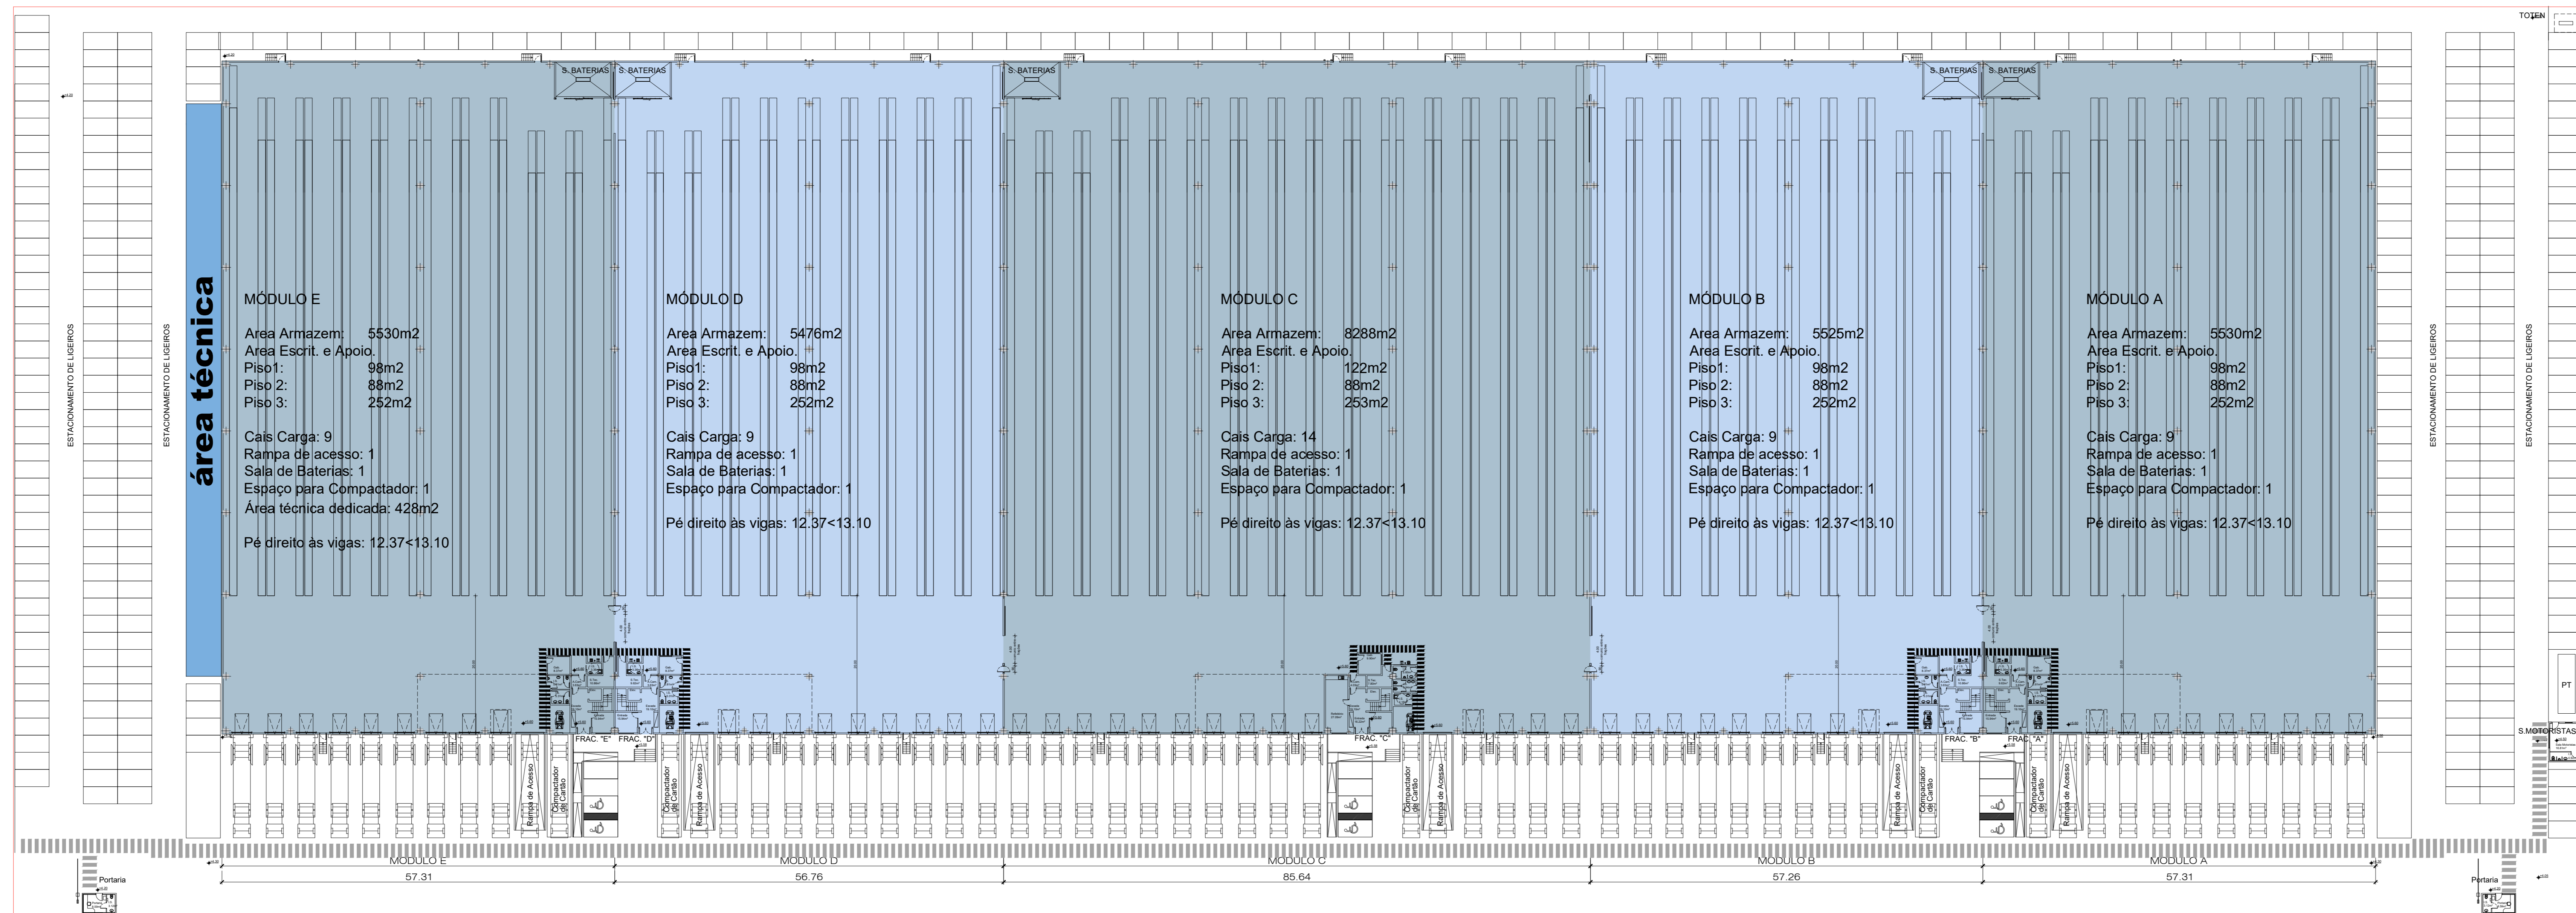 TOTEN
S. BATERIAS
S. BATERIAS
S. BATERIAS
S. BATERIAS
S. BATERIAS
ESTACIONAMENTO DE LIGEIROS
ESTACIONAMENTO DE LIGEIROS
área técnica
MÓDULO E
Area Armazem: 5530m2
Area Escrit. e Apoio.
Piso1: 98m2
Piso 2: 88m2
Piso 3: 252m2
Cais Carga: 9
Rampa de acesso: 1
Sala de Baterias: 1
Espaço para Compactador: 1
Área técnica dedicada: 428m2
Pé direito às vigas: 12.37<13.10
MÓDULO D
Area Armazem: 5476m2
Area Escrit. e Apoio.
Piso1: 98m2
Piso 2: 88m2
Piso 3: 252m2
Cais Carga: 9
Rampa de acesso: 1
Sala de Baterias: 1
Espaço para Compactador: 1
Pé direito às vigas: 12.37<13.10
MÓDULO C
Area Armazem: 8288m2
Area Escrit. e Apoio.
Piso1: 122m2
Piso 2: 88m2
Piso 3: 253m2
Cais Carga: 14
Rampa de acesso: 1
Sala de Baterias: 1
Espaço para Compactador: 1
Pé direito às vigas: 12.37<13.10
MÓDULO B
Area Armazem: 5525m2
Area Escrit. e Apoio.
Piso1: 98m2
Piso 2: 88m2
Piso 3: 252m2
Cais Carga: 9
Rampa de acesso: 1
Sala de Baterias: 1
Espaço para Compactador: 1
Pé direito às vigas: 12.37<13.10
MÓDULO A
Area Armazem: 5530m2
Area Escrit. e Apoio.
Piso1: 98m2
Piso 2: 88m2
Piso 3: 252m2
Cais Carga: 9
Rampa de acesso: 1
Sala de Baterias: 1
Espaço para Compactador: 1
Pé direito às vigas: 12.37<13.10
ESTACIONAMENTO DE LIGEIROS
ESTACIONAMENTO DE LIGEIROS
PT
S.MOTORISTAS
FRAC. "E"
FRAC. "D"
FRAC. "C"
FRAC. "B"
FRAC. "A"
Rampa de Acesso
Compactador
de Cartão
Compactador
de Cartão
Rampa de Acesso
Compactador
de Cartão
Rampa de Acesso
Rampa de Acesso
Compactador
de Cartão
Compactador
de Cartão
Rampa de Acesso
MODULO E
MODULO D
MODULO C
MODULO B
MODULO A
57.31
56.76
85.64
57.26
57.31
Portaria
Portaria